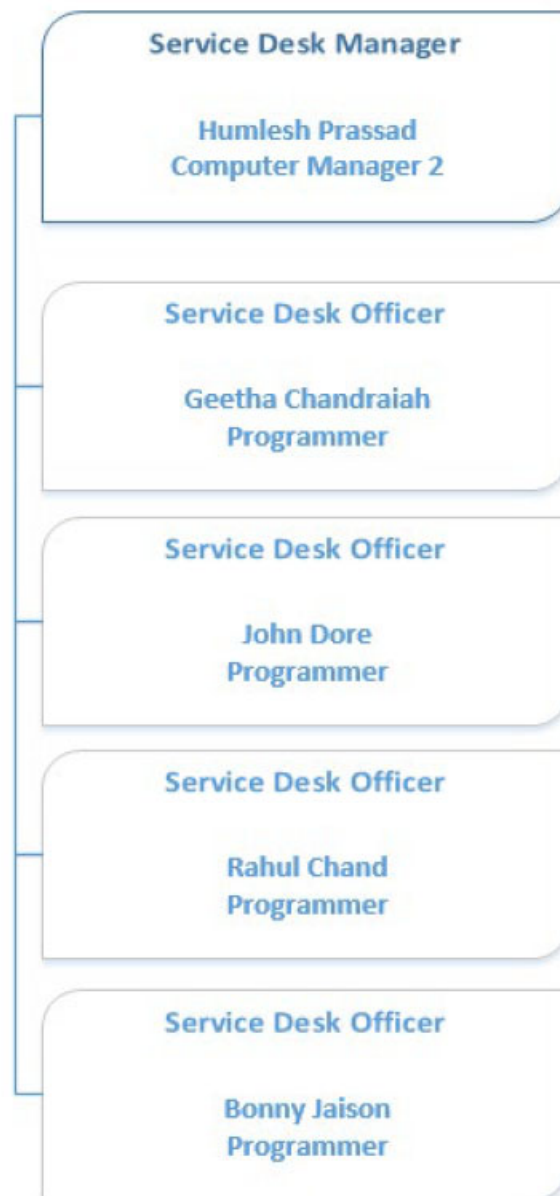 Service Desk Manager
Humlesh Prassad
Computer Manager 2
Service Desk Officer
Geetha Chandraiah
Programmer
Service Desk Officer
John Dore
Programmer
Service Desk Officer
Rahul Chand
Programmer
Service Desk Officer
Bonny Jaison
Programmer